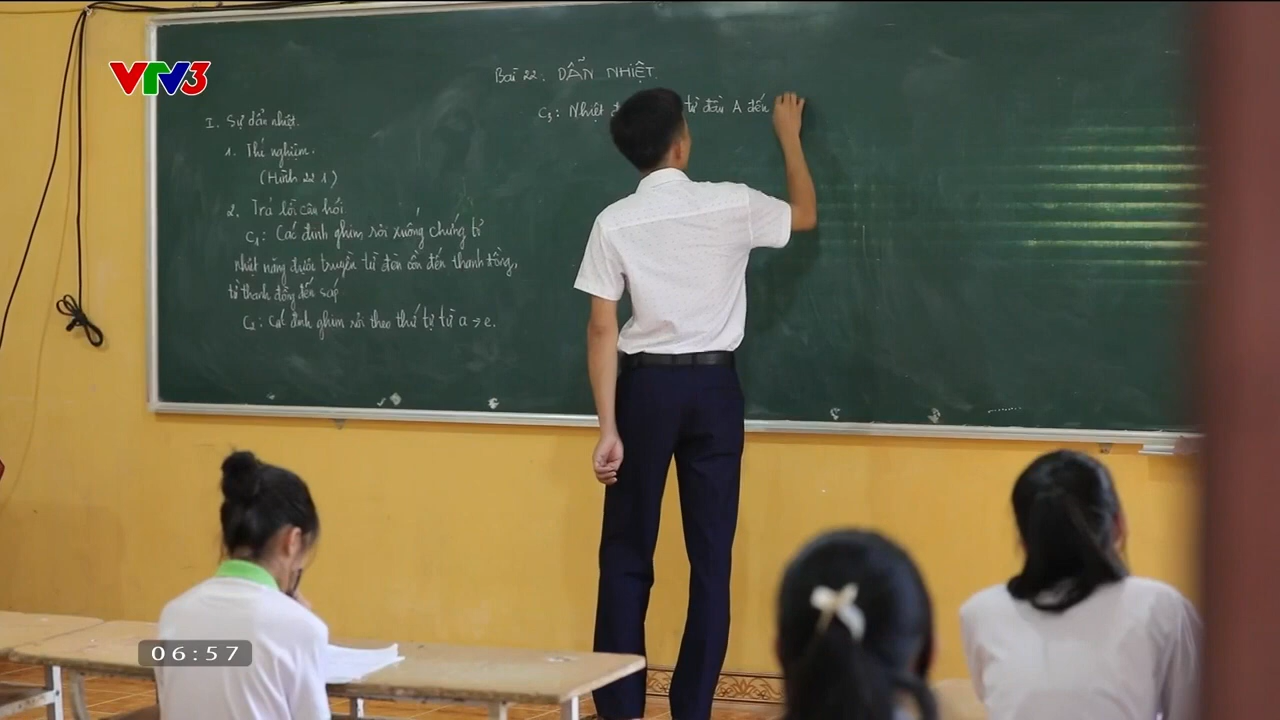 VTV3
Bài 22: DẪN NHIỆT
I. Sự dẫn nhiệt.
1. Thí nghiệm.
(Hình 22.1)
2. Trả lời câu hỏi
C1: Các đinh ghim rơi xuống chứng tỏ
nhiệt năng được truyền từ đèn cồn đến thanh đồng,
từ thanh đồng đến sáp
C2: Các đinh ghim rơi theo thứ tự từ a → e.
C3: Nhiệt từ đầu A đến
06:57